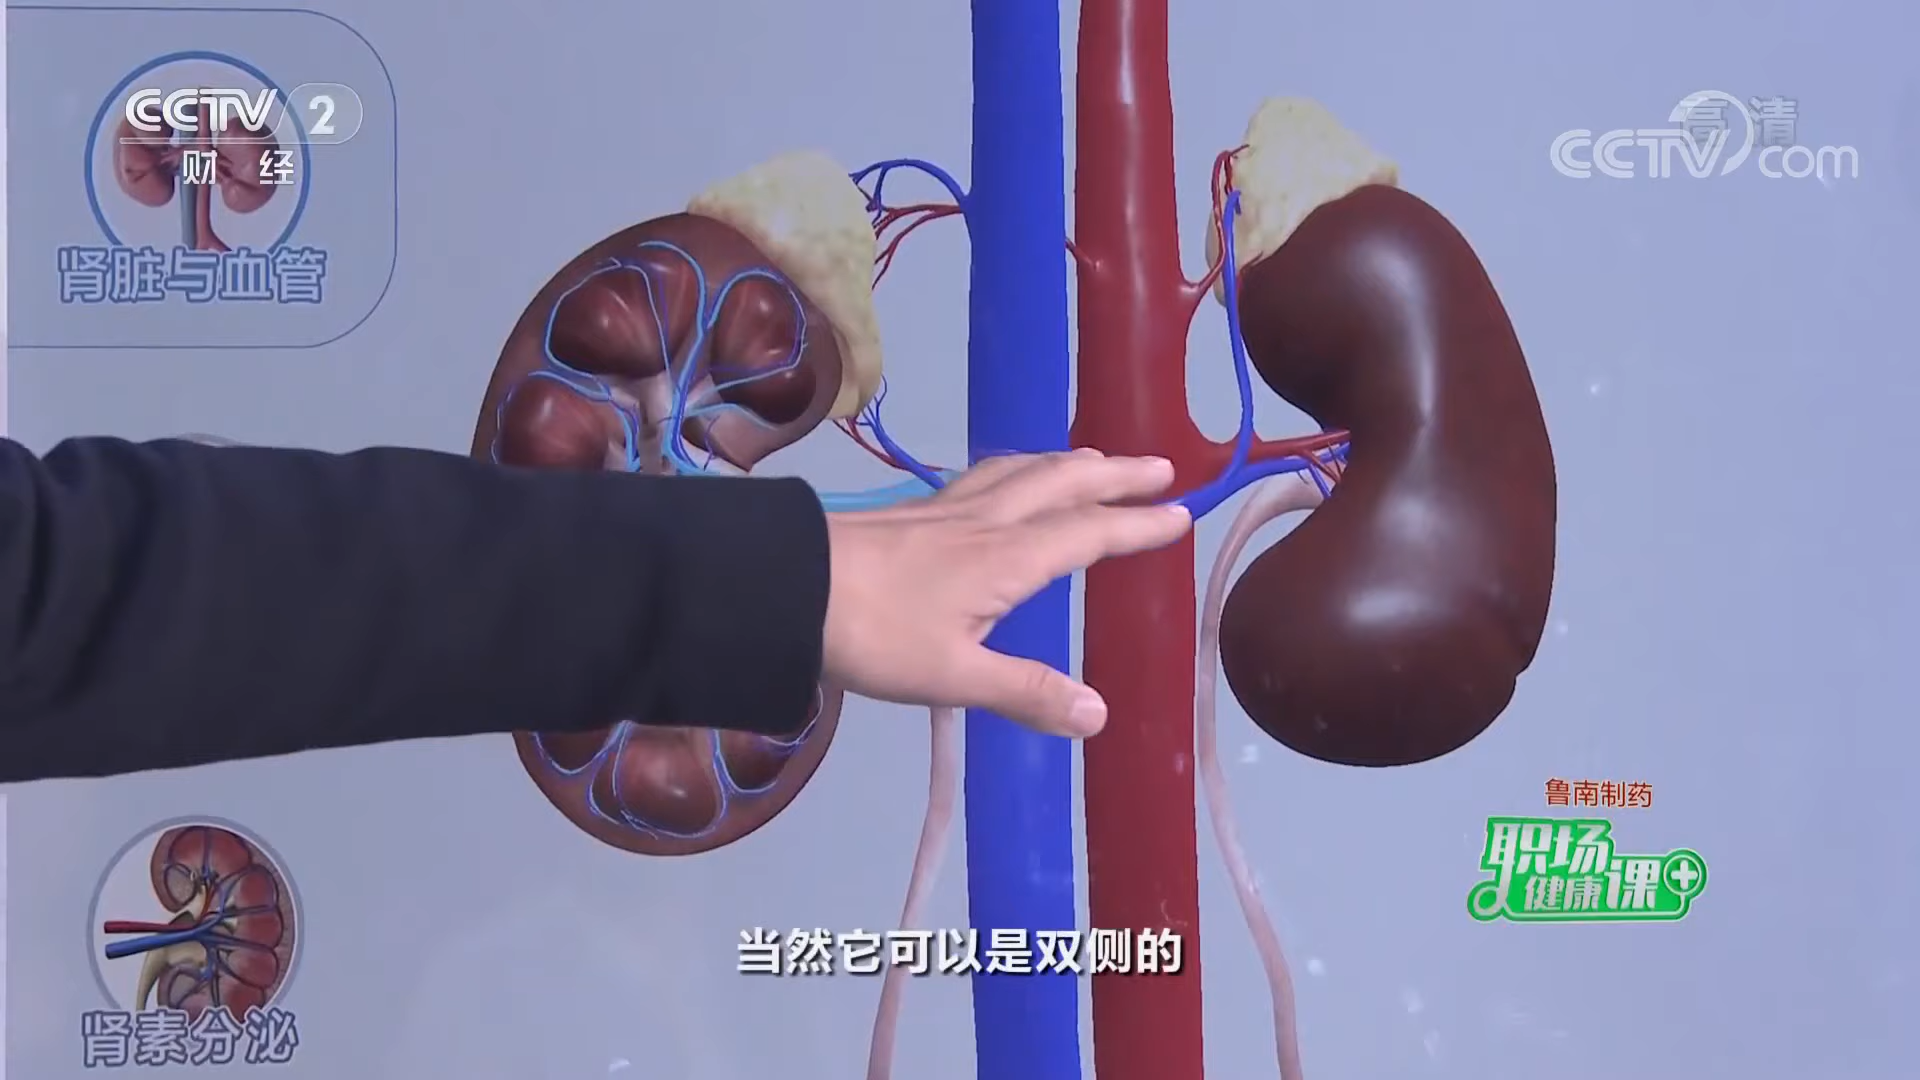 CCTV 2
财经
高清
CCTV.com
肾脏与血管
鲁南制药
职场
健康课
当然它可以是双侧的
肾素分泌